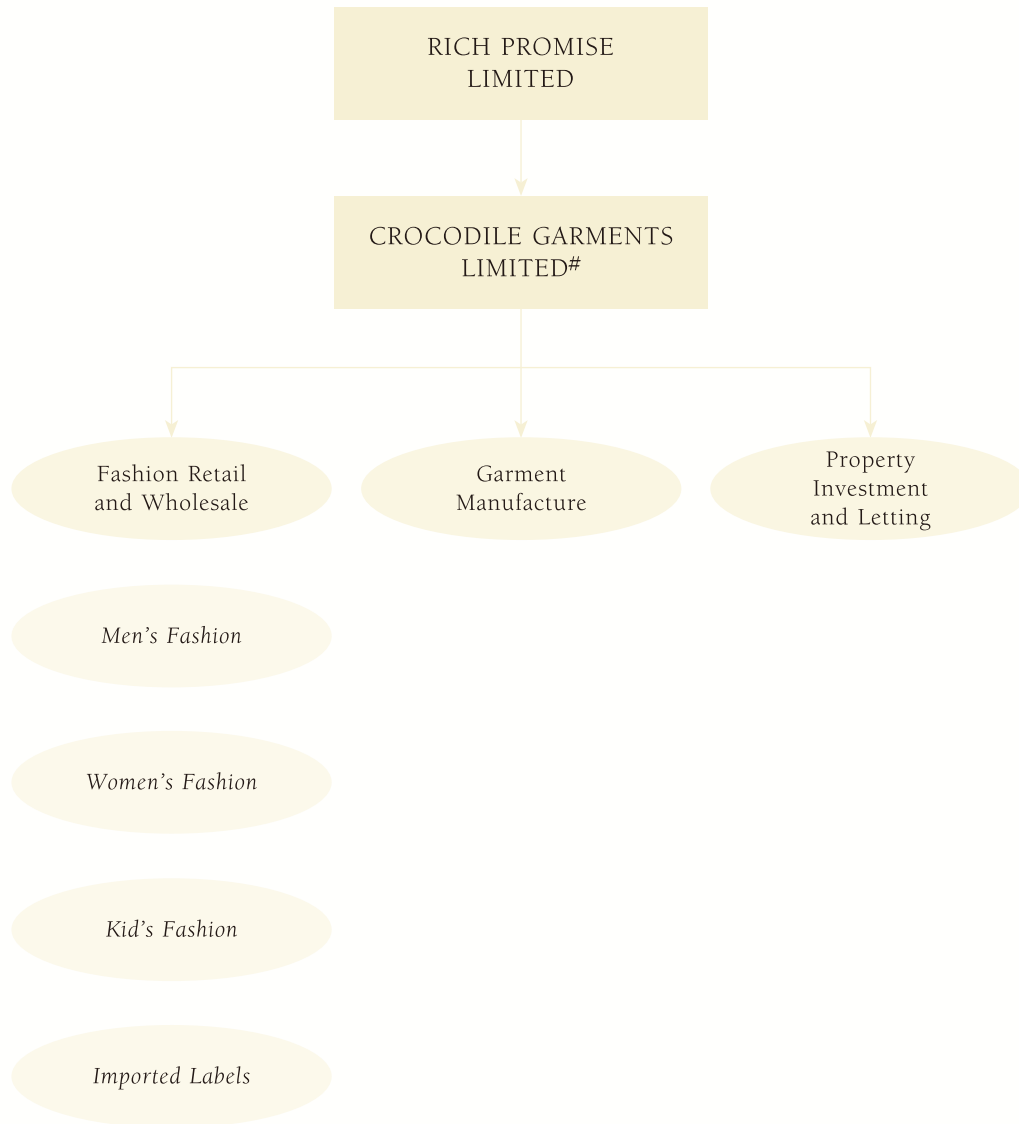 RICH PROMISE
LIMITED
CROCODILE GARMENTS
LIMITED#
Fashion Retail
and Wholesale
Garment
Manufacture
Property
Investment
and Letting
Men’s Fashion
Women’s Fashion
Kid’s Fashion
Imported Labels